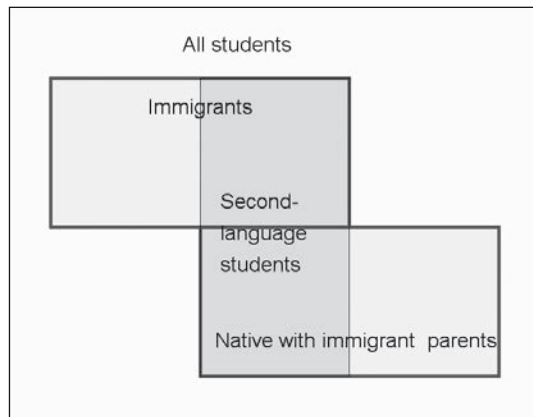 All students
Immigrants
Second-
language
students
Native with immigrant parents